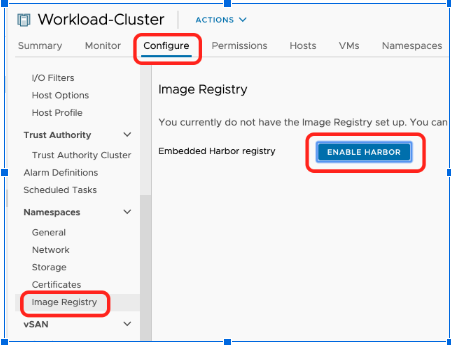 Workload-Cluster
ACTIONS
Summary Monitor Configure Permissions Hosts VMs Namespaces
I/O Filters
Host Options
Host Profile
Trust Authority
Trust Authority Cluster
Alarm Definitions
Scheduled Tasks
Namespaces
General
Network
Storage
Certificates
Image Registry
vSAN
Image Registry
You currently do not have the Image Registry set up. You can
Embedded Harbor registry
ENABLE HARBOR